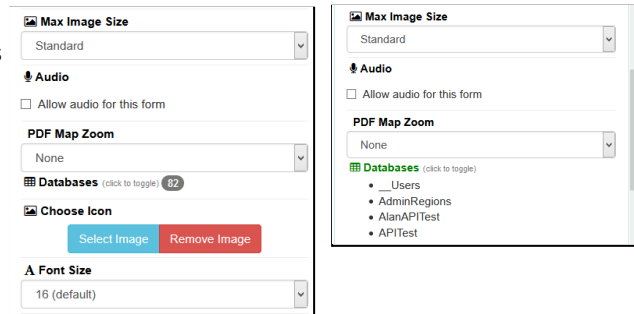 Max Image Size
Standard
Audio
Allow audio for this form
PDF Map Zoom
None
Databases (click to toggle) 82
Choose Icon
Select Image Remove Image
A Font Size
16 (default)
Max Image Size
Standard
Audio
Allow audio for this form
PDF Map Zoom
None
Databases (click to toggle)
• __Users
• AdminRegions
• AlanAPITest
• APITest